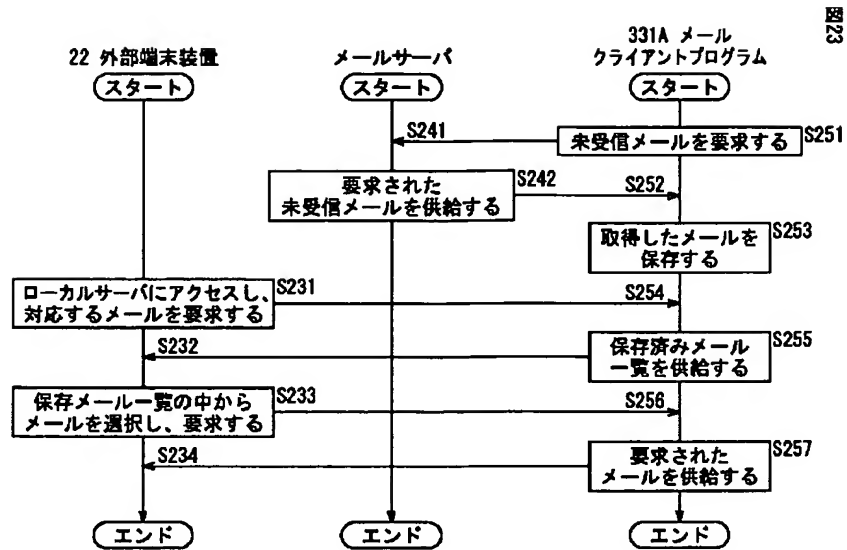 図23
22 外部端末装置
メールサーバ
331A メール
クライアントプログラム
スタート
スタート
スタート
S241
未受信メールを要求する
S251
要求された
未受信メールを供給する
S242
S252
取得したメールを
保存する
S253
ローカルサーバにアクセスし、
対応するメールを要求する
S231
S254
S232
保存済みメール
一覧を供給する
S255
保存メール一覧の中から
メールを選択し、要求する
S233
S256
S234
要求された
メールを供給する
S257
エンド
エンド
エンド